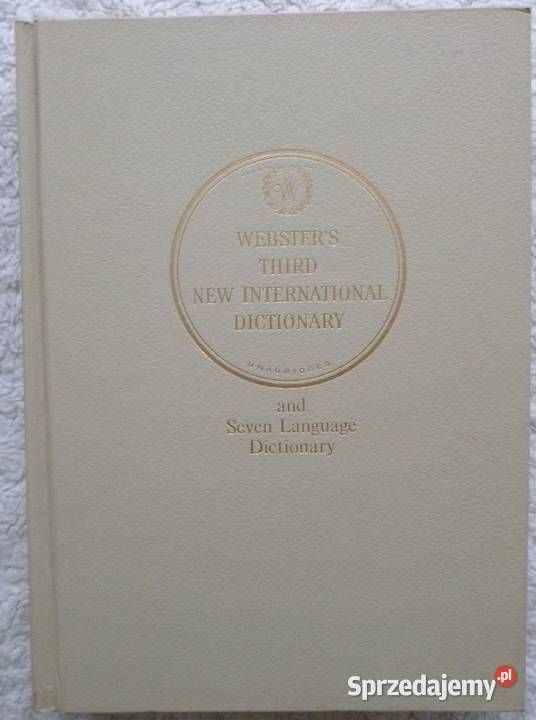 W
WEBSTER'S
THIRD
NEW INTERNATIONAL
DICTIONARY
UNABRIDGED
and
Seven Language
Dictionary
Sprzedajemy.pl